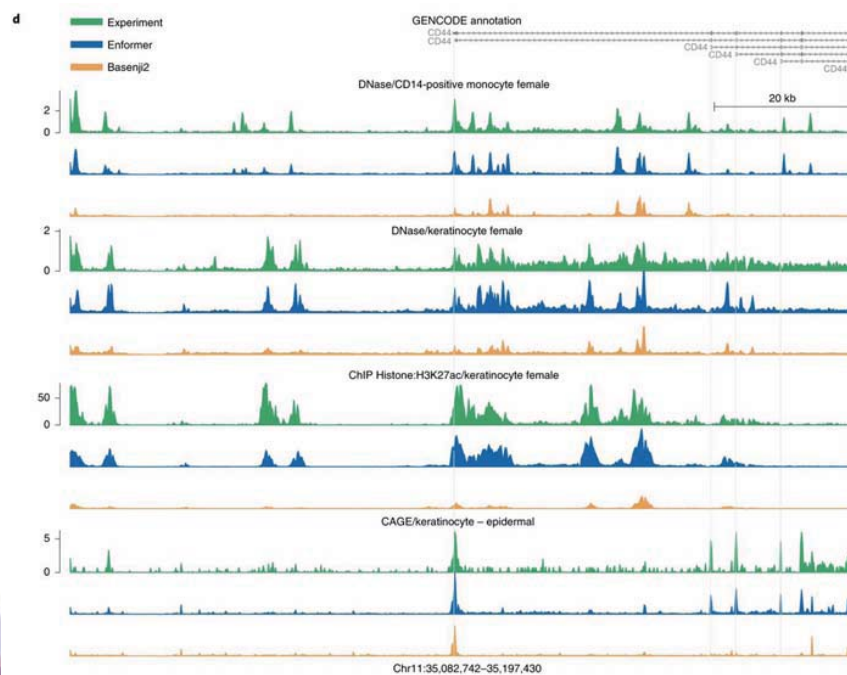 d
Experiment
Enformer
Basenji2
GENCODE annotation
CD44
CD44
CD44
CD44
CD44
CD44
DNase/CD14-positive monocyte female
20 kb
2
0
DNase/keratinocyte female
2
0
ChIP Histone:H3K27ac/keratinocyte female
50
0
CAGE/keratinocyte – epidermal
5
0
Chr11:35,082,742–35,197,430